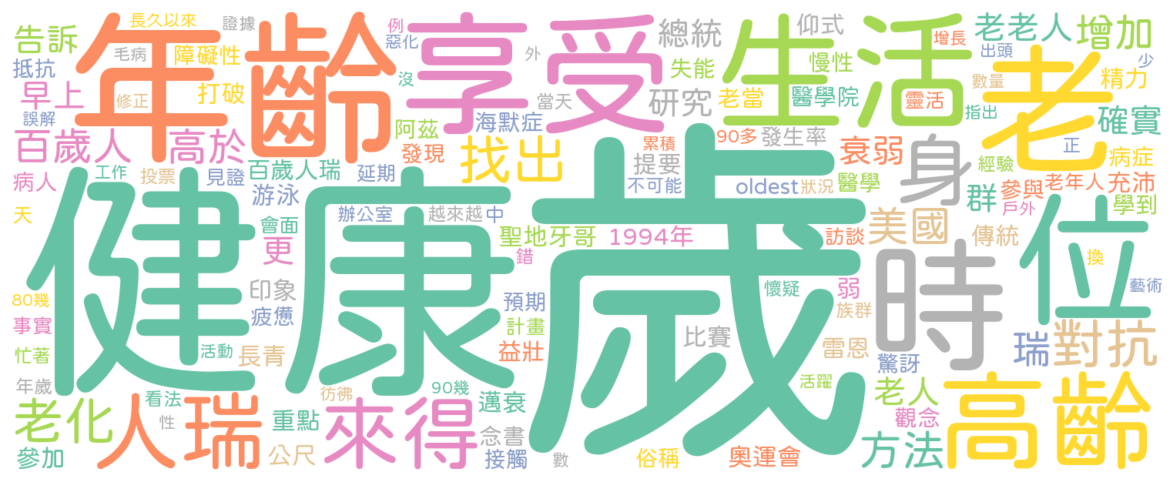 長久以來
證據
告訴
毛病
障礙性
抵抗
早上
修正
打破
誤解
年齡
享受
例
惡化
沒
外
當天
阿茲
海默症
發現
總統
失能
研究
累積
提要
不可能
仰式
慢性
老當
醫學院
90多
發生率
生活
增長
靈活
老老人
出頭
數量
指出
老
增加
少
精力
確實
正
百歲人
高於
病人
工作
投票
見證
百歲人瑞
延期
找出
oldest
狀況
醫學
衰弱
身
經驗
群
參與
戶外
老年人
病症
充沛
學到
天
游泳
會面
更
辦公室
越來越
中
聖地牙哥
錯
1994年
訪談
美國
傳統
位
換
藝術
健康
歲
時
懷疑
弱
族群
80幾
事實
忙著
年歲
印象
疲憊
活動
長青
預期
計畫
益壯
比賽
雷恩
驚訝
瑞
對抗
看法
性
彷彿
90幾
邁衰
活躍
老人
觀念
老化
參加
人瑞
重點
公尺
來得
念書
接觸
數
俗稱
奧運會
方法
高齡